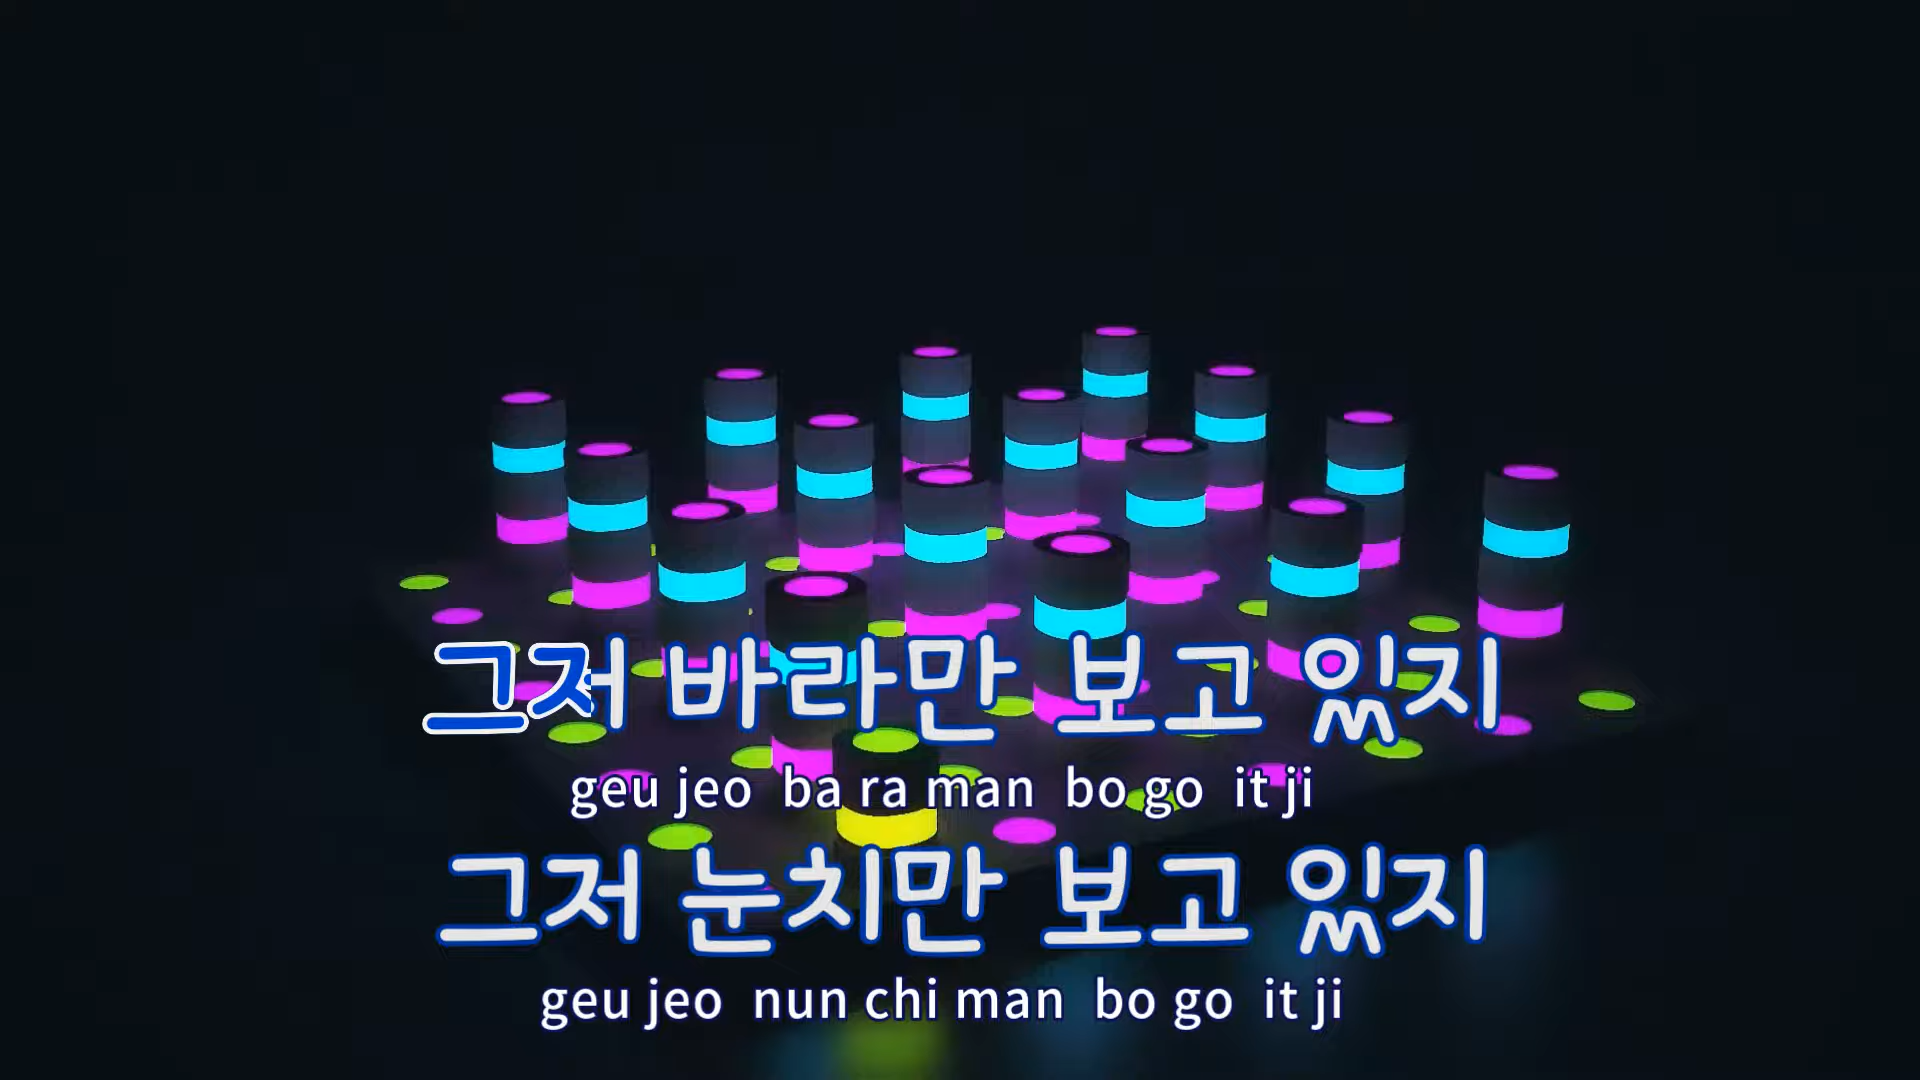 그저 바라만 보고 있지
geu jeo ba ra man bo go it ji
그저 눈치만 보고 있지
geu jeo nun chi man bo go it ji